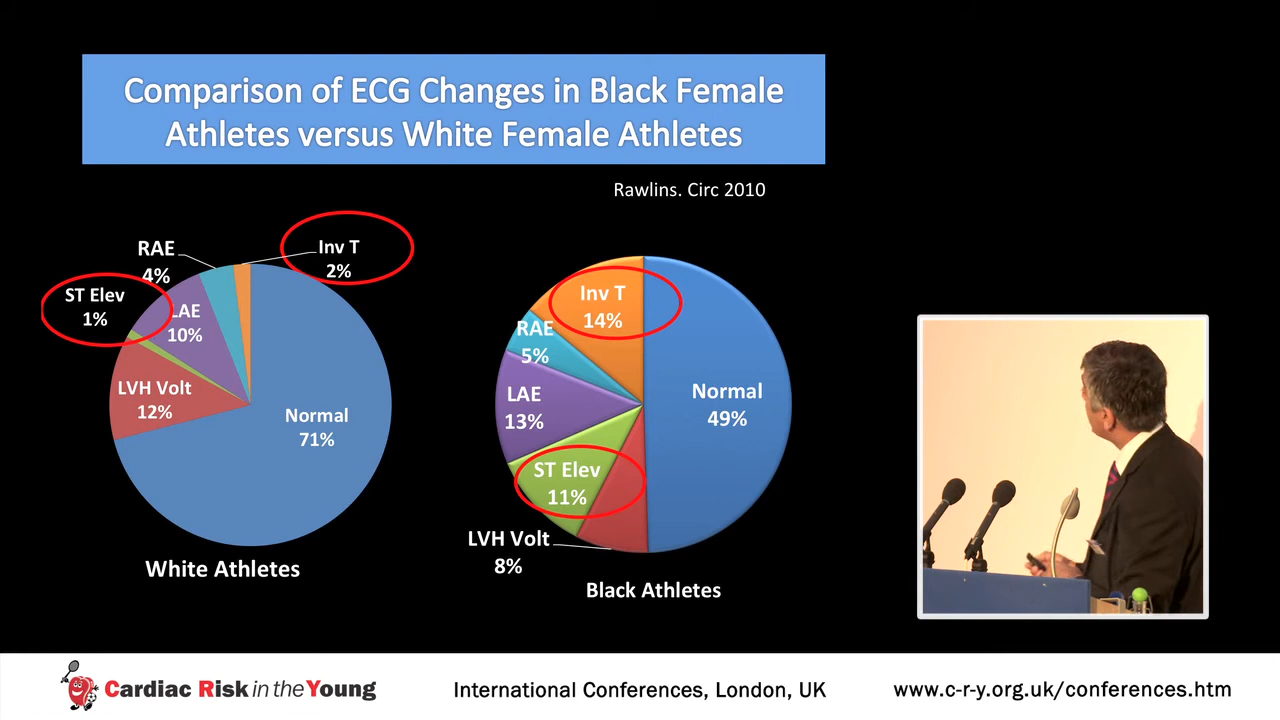 Comparison of ECG Changes in Black Female
Athletes versus White Female Athletes
Rawlins. Circ 2010
RAE
4%
Inv T
2%
ST Elev
1%
LAE
10%
LVH Volt
12%
Normal
71%
White Athletes
Inv T
14%
RAE
5%
LAE
13%
Normal
49%
ST Elev
11%
LVH Volt
8%
Black Athletes
Cardiac Risk in the Young
International Conferences, London, UK
www.c-r-y.org.uk/conferences.htm